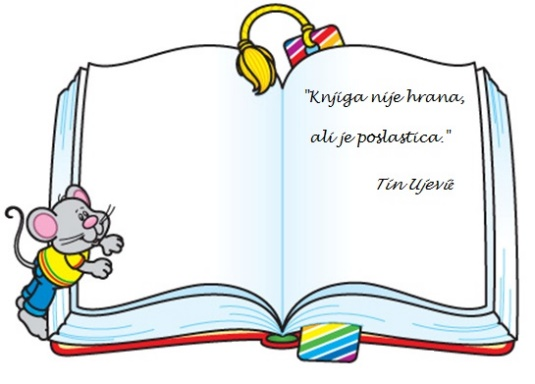 "Knjiga nije hrana,
ali je poslastica."
Tin Ujević